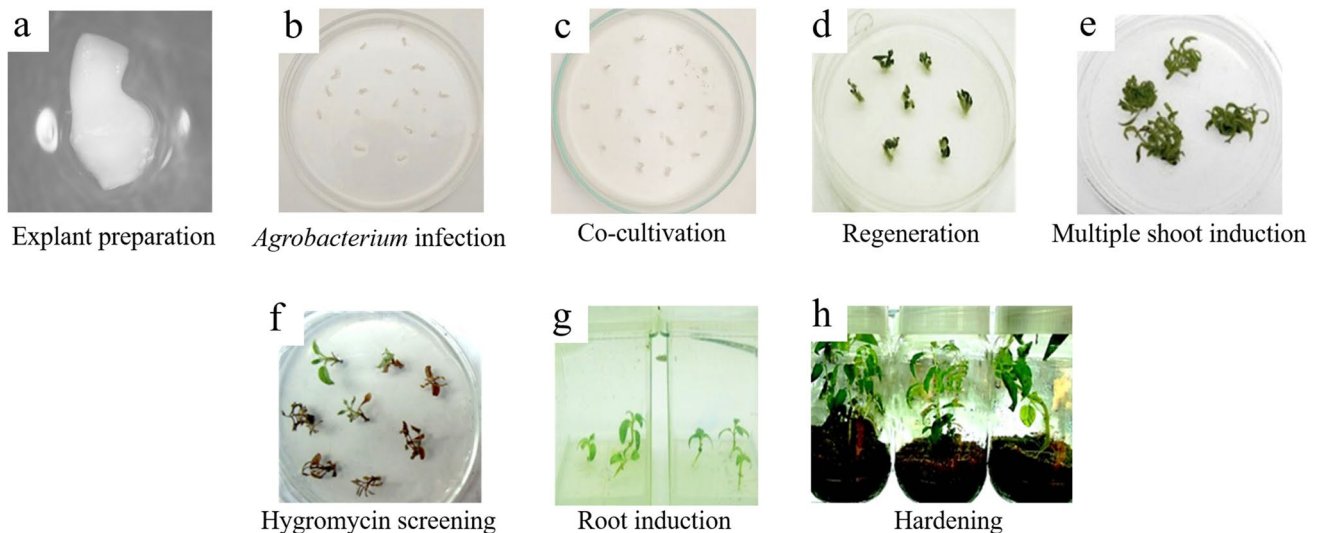 a
b
c
d
e
Explant preparation
Agrobacterium infection
Co-cultivation
Regeneration
Multiple shoot induction
f
g
h
Hygromycin screening
Root induction
Hardening